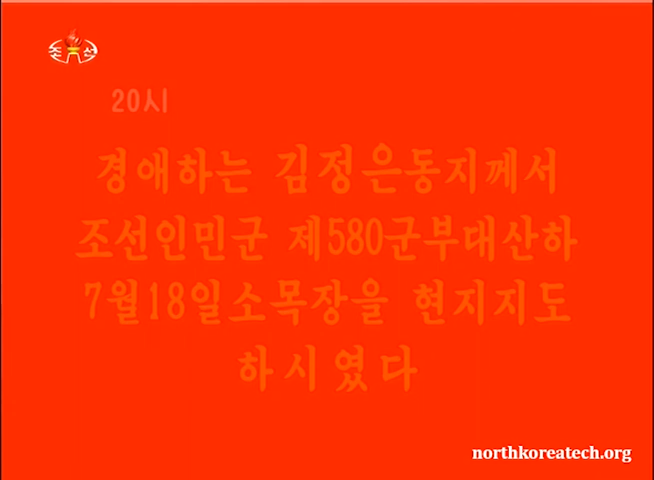 조선
20시
경애하는 김정은동지께서
조선인민군 제580군부대산하
7월18일소목장을 현지지도
하시였다
northkoreatech.org